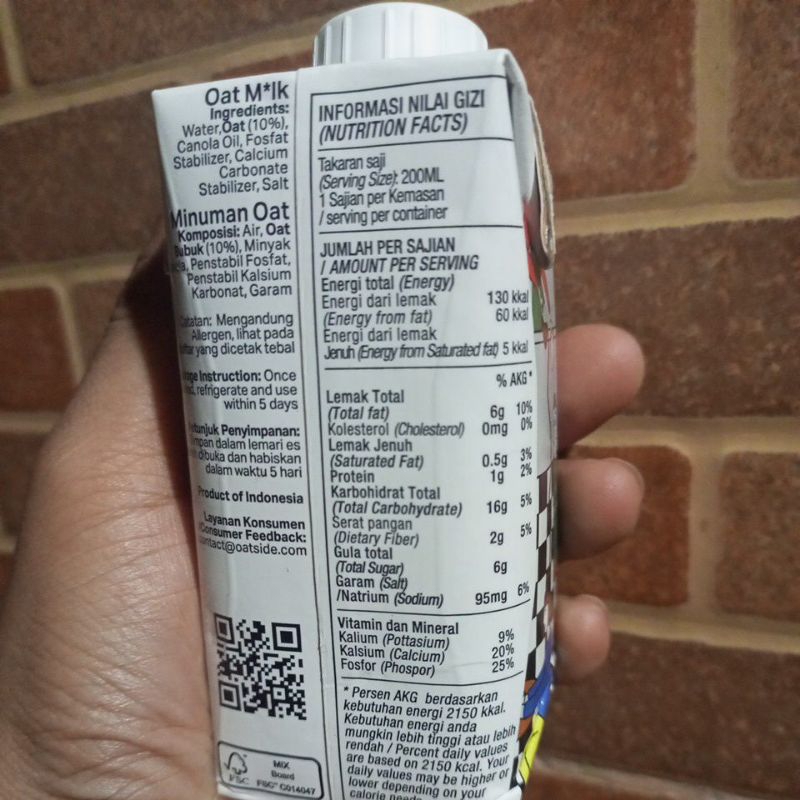 Oat M*lk
Ingredients:
Water,Oat (10%),
Canola Oil, Fosfat
Stabilizer, Calcium
Carbonate
Stabilizer, Salt
Minuman Oat
Komposisi: Air, Oat
Bubuk (10%), Minyak
Penstabil Fosfat,
Penstabil Kalsium
Karbonat, Garam
Catatan: Mengandung
Allergen, lihat pada
yang dicetak tebal
Instruction: Once
refrigerate and use
within 5 days
Petunjuk Penyimpanan:
Simpan dalam lemari es
dibuka dan habiskan
dalam waktu 5 hari
Product of Indonesia
Layanan Konsumen
/Consumer Feedback:
contact@oatside.com
FSC
MIX
Board
FSC™ C014047
INFORMASI NILAI GIZI
(NUTRITION FACTS)
Takaran saji
(Serving Size): 200ML
1 Sajian per Kemasan
/ serving per container
JUMLAH PER SAJIAN
/ AMOUNT PER SERVING
Energi total (Energy)
Energi dari lemak 130 kkal
(Energy from fat) 60 kkal
Energi dari lemak
Jenuh (Energy from Saturated fat) 5 kkal
% AKG*
Lemak Total
(Total fat) 6g 10%
Kolesterol (Cholesterol) 0mg 0%
Lemak Jenuh
(Saturated Fat) 0.5g 3%
Protein 1g 2%
Karbohidrat Total
(Total Carbohydrate) 16g 5%
Serat pangan
(Dietary Fiber) 2g 5%
Gula total
(Total Sugar) 6g
Garam (Salt)
/Natrium (Sodium) 95mg 6%
Vitamin dan Mineral
Kalium (Pottasium) 9%
Kalsium (Calcium) 20%
Fosfor (Phospor) 25%
* Persen AKG berdasarkan
kebutuhan energi 2150 kkal.
Kebutuhan energi anda
mungkin lebih tinggi atau lebih
rendah / Percent daily values
are based on 2150 kcal. Your
daily values may be higher or
lower depending on your
calorie needs